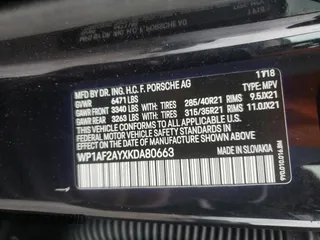 MFD. BY DR. ING. H.C. F. PORSCHE AG 11/18
GVWR 6471 LBS TYPE: MPV
GAWR FRONT 3340 LBS WITH TIRES 285/40R21 RIMS 9.5JX21
GAWR REAR 3263 LBS WITH TIRES 315/35R21 RIMS 11.0JX21
THIS VEHICLE CONFORMS TO ALL APPLICABLE U.S.
FEDERAL MOTOR VEHICLE SAFETY STANDARDS IN EFFECT
ON THE DATE OF MANUFACTURE SHOWN ABOVE.
WP1AF2AYXKDA80663 MADE IN SLOVAKIA